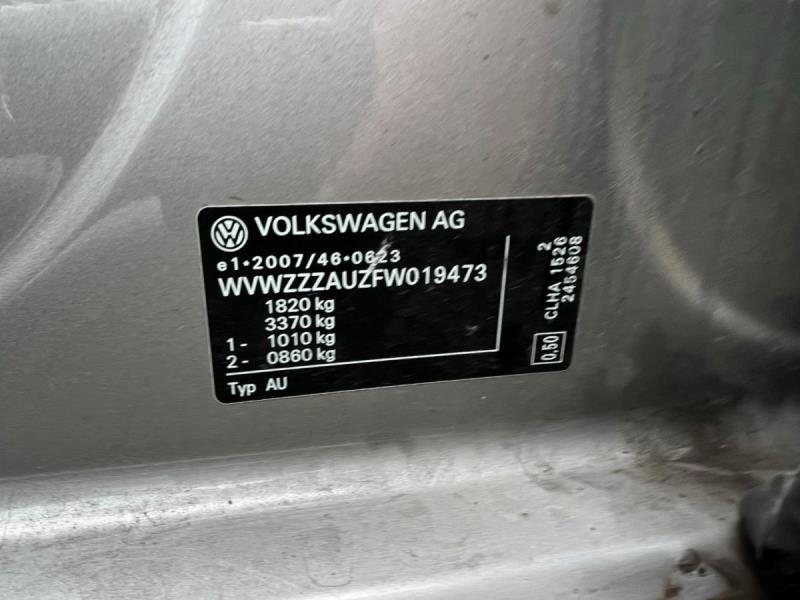 VOLKSWAGEN AG
e1•2007/46•0623
WVWZZZAUZFW019473
1820 kg
3370 kg
1- 1010 kg
2- 0860 kg
Typ AU
2
CLHA 1526
2454608
0.50